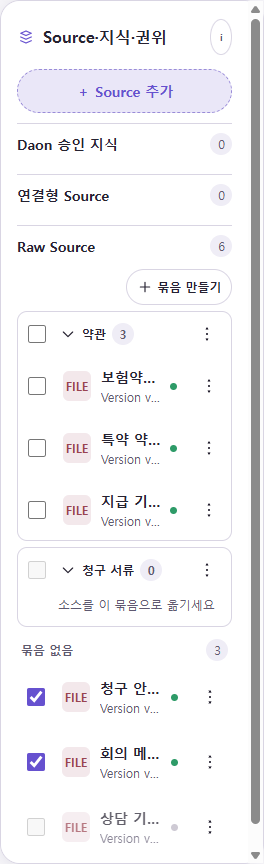 Source·지식·권위
i
+ Source 추가
Daon 승인 지식 0
연결형 Source 0
Raw Source 6
+ 묶음 만들기
약관 3
FILE 보험약...
Version v...
FILE 특약 약...
Version v...
FILE 지급 기...
Version v...
청구 서류 0
소스를 이 묶음으로 옮기세요
묶음 없음 3
FILE 청구 안...
Version v...
FILE 회의 메...
Version v...
FILE 상담 기...
Version v...